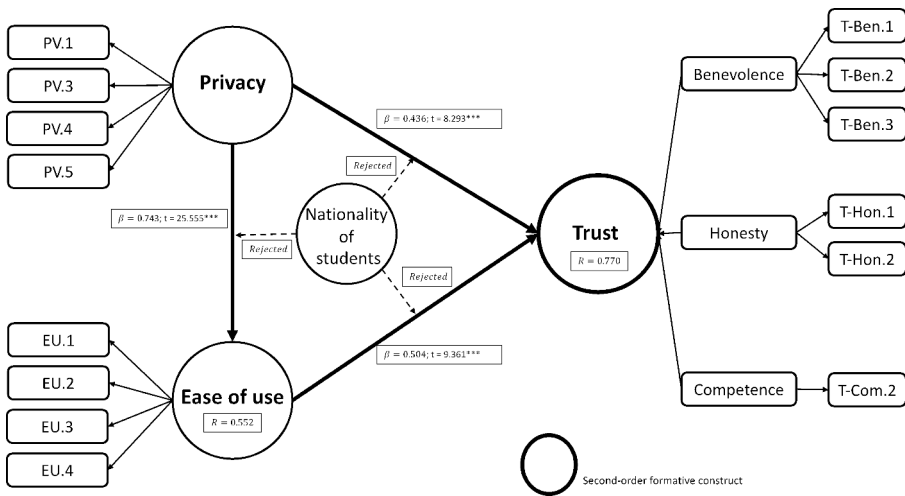 PV.1
PV.3
PV.4
PV.5
Privacy
β = 0.436; t = 8.293***
Rejected
β = 0.743; t = 25.555***
Rejected
Nationality
of
students
Rejected
β = 0.504; t = 9.361***
EU.1
EU.2
EU.3
EU.4
Ease of use
R = 0.552
Trust
R = 0.770
Benevolence
T-Ben.1
T-Ben.2
T-Ben.3
Honesty
T-Hon.1
T-Hon.2
Competence
T-Com.2
Second-order formative construct